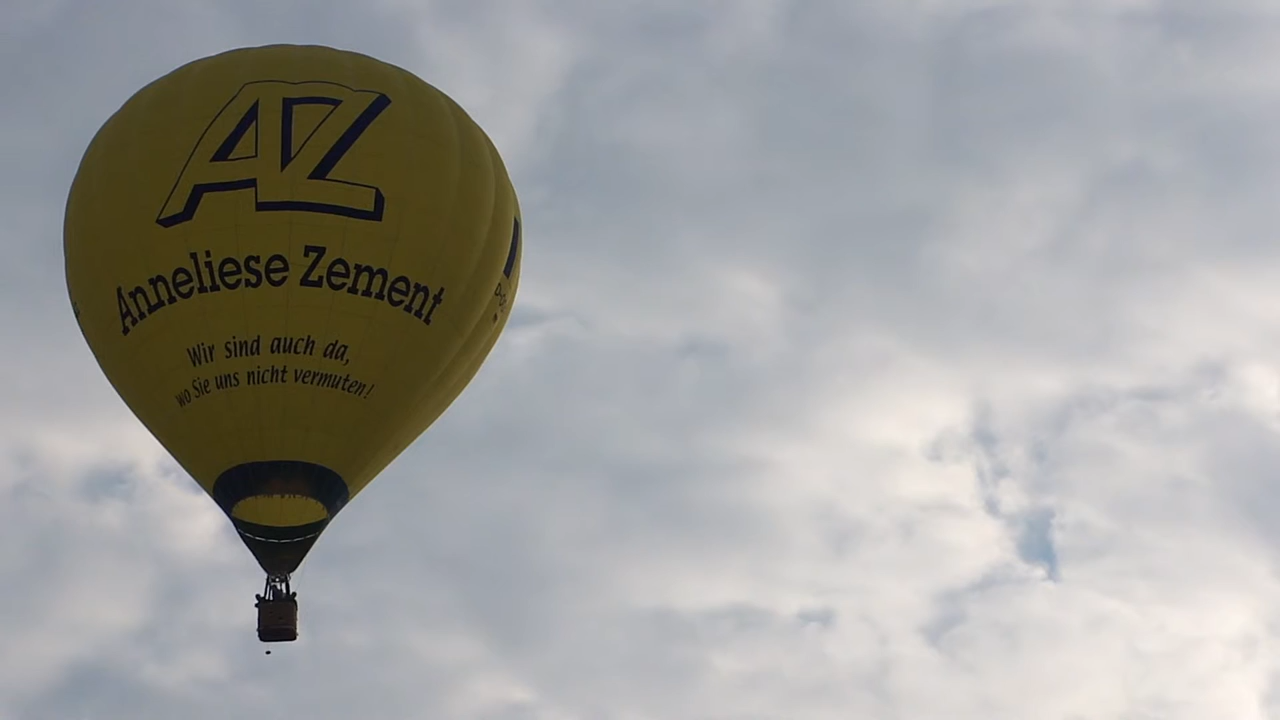 AZ
Anneliese Zement
Wir sind auch da,
wo Sie uns nicht vermuten!